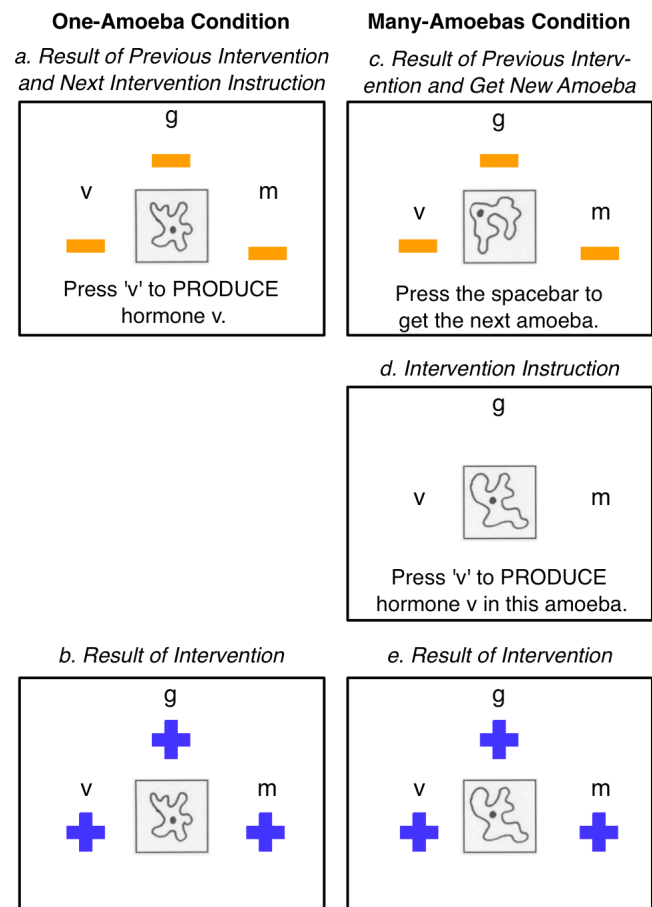 One-Amoeba Condition
a. Result of Previous Intervention
and Next Intervention Instruction
g
v
m
Press 'v' to PRODUCE
hormone v.
Many-Amoebas Condition
c. Result of Previous Interv-
ention and Get New Amoeba
g
v
m
Press the spacebar to
get the next amoeba.
d. Intervention Instruction
g
v
m
Press 'v' to PRODUCE
hormone v in this amoeba.
b. Result of Intervention
g
v
m
e. Result of Intervention
g
v
m